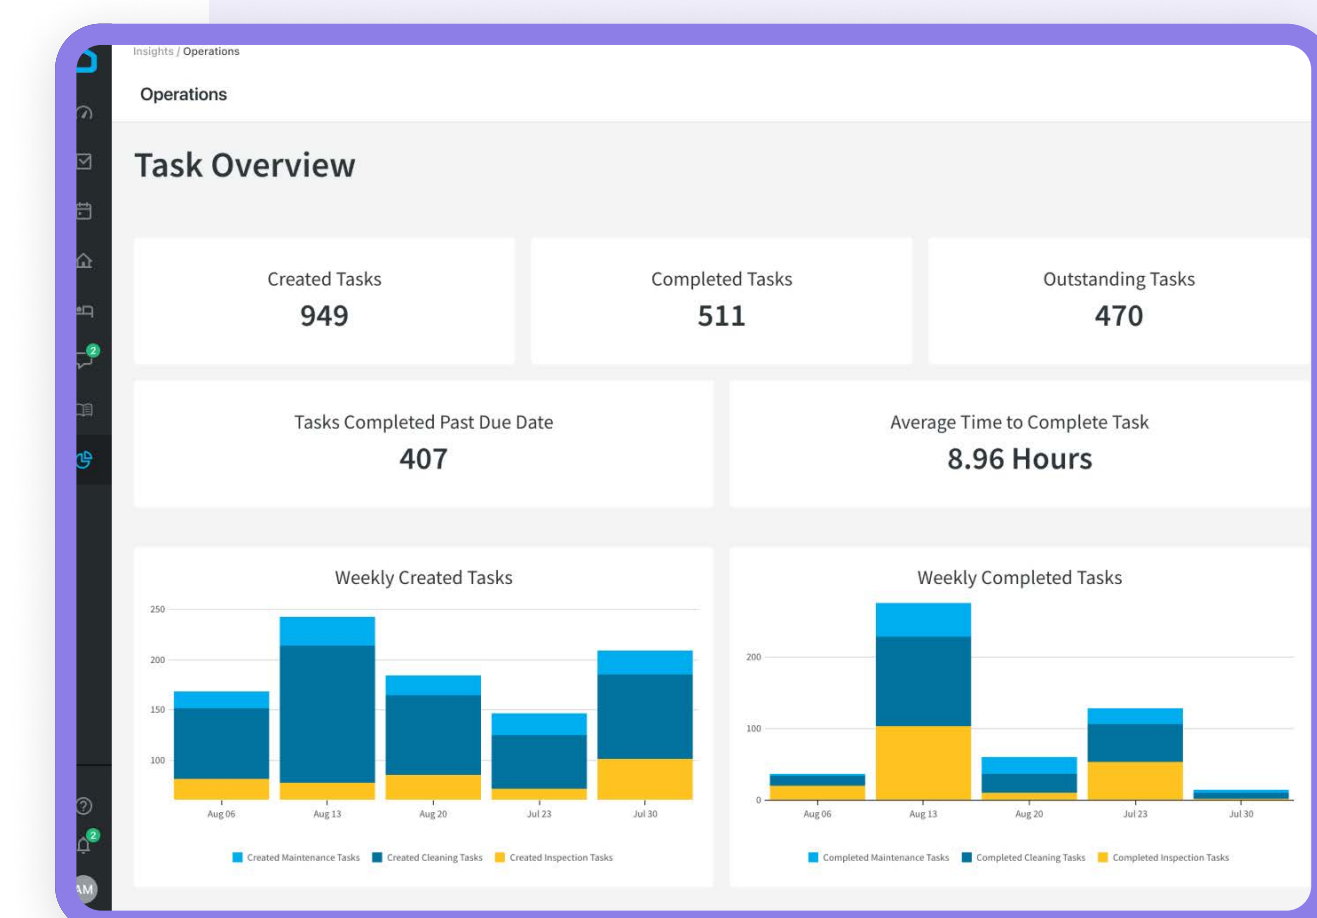 Insights / Operations
Operations
Task Overview
Created Tasks
949
Completed Tasks
511
Outstanding Tasks
470
Tasks Completed Past Due Date
407
Average Time to Complete Task
8.96 Hours
2
2
AM
Weekly Created Tasks
250
200
150
100
Aug 06 Aug 13 Aug 20 Jul 23 Jul 30
Created Maintenance Tasks Created Cleaning Tasks Created Inspection Tasks
Weekly Completed Tasks
200
100
0
Aug 06 Aug 13 Aug 20 Jul 23 Jul 30
Completed Maintenance Tasks Completed Cleaning Tasks Completed Inspection Tasks